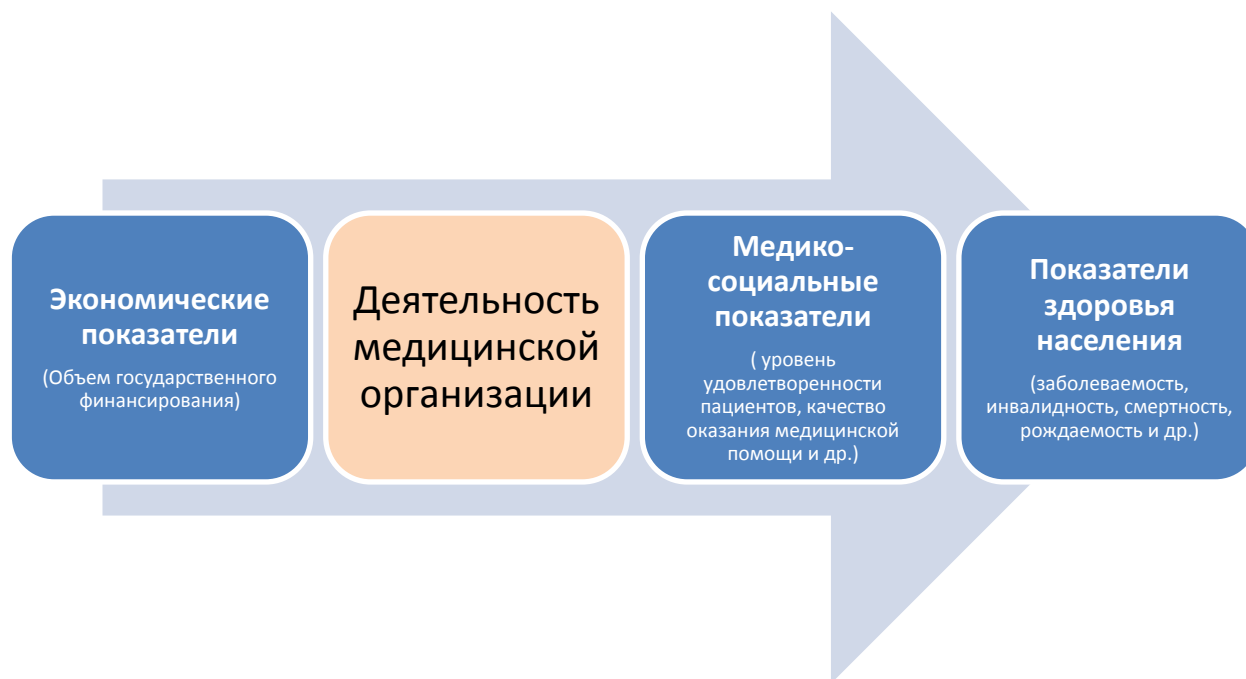 Экономические
показатели
(Объем государственного
финансирования)
Деятельность
медицинской
организации
Медико-
социальные
показатели
( уровень
удовлетворенности
пациентов, качество
оказания медицинской
помощи и др.)
Показатели
здоровья
населения
(заболеваемость,
инвалидность, смертность,
рождаемость и др.)